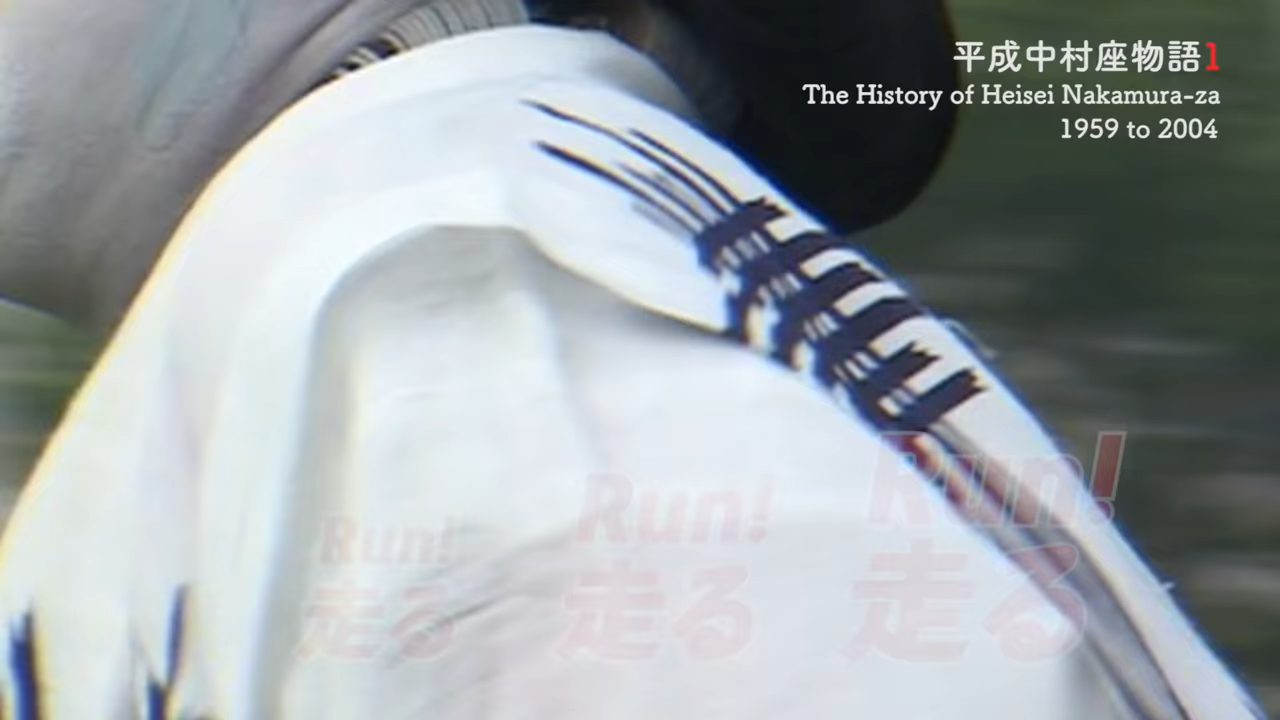 平成中村座物語1
The History of Heisei Nakamura-za
1959 to 2004
Run! Run! Run!
走る 走る 走る